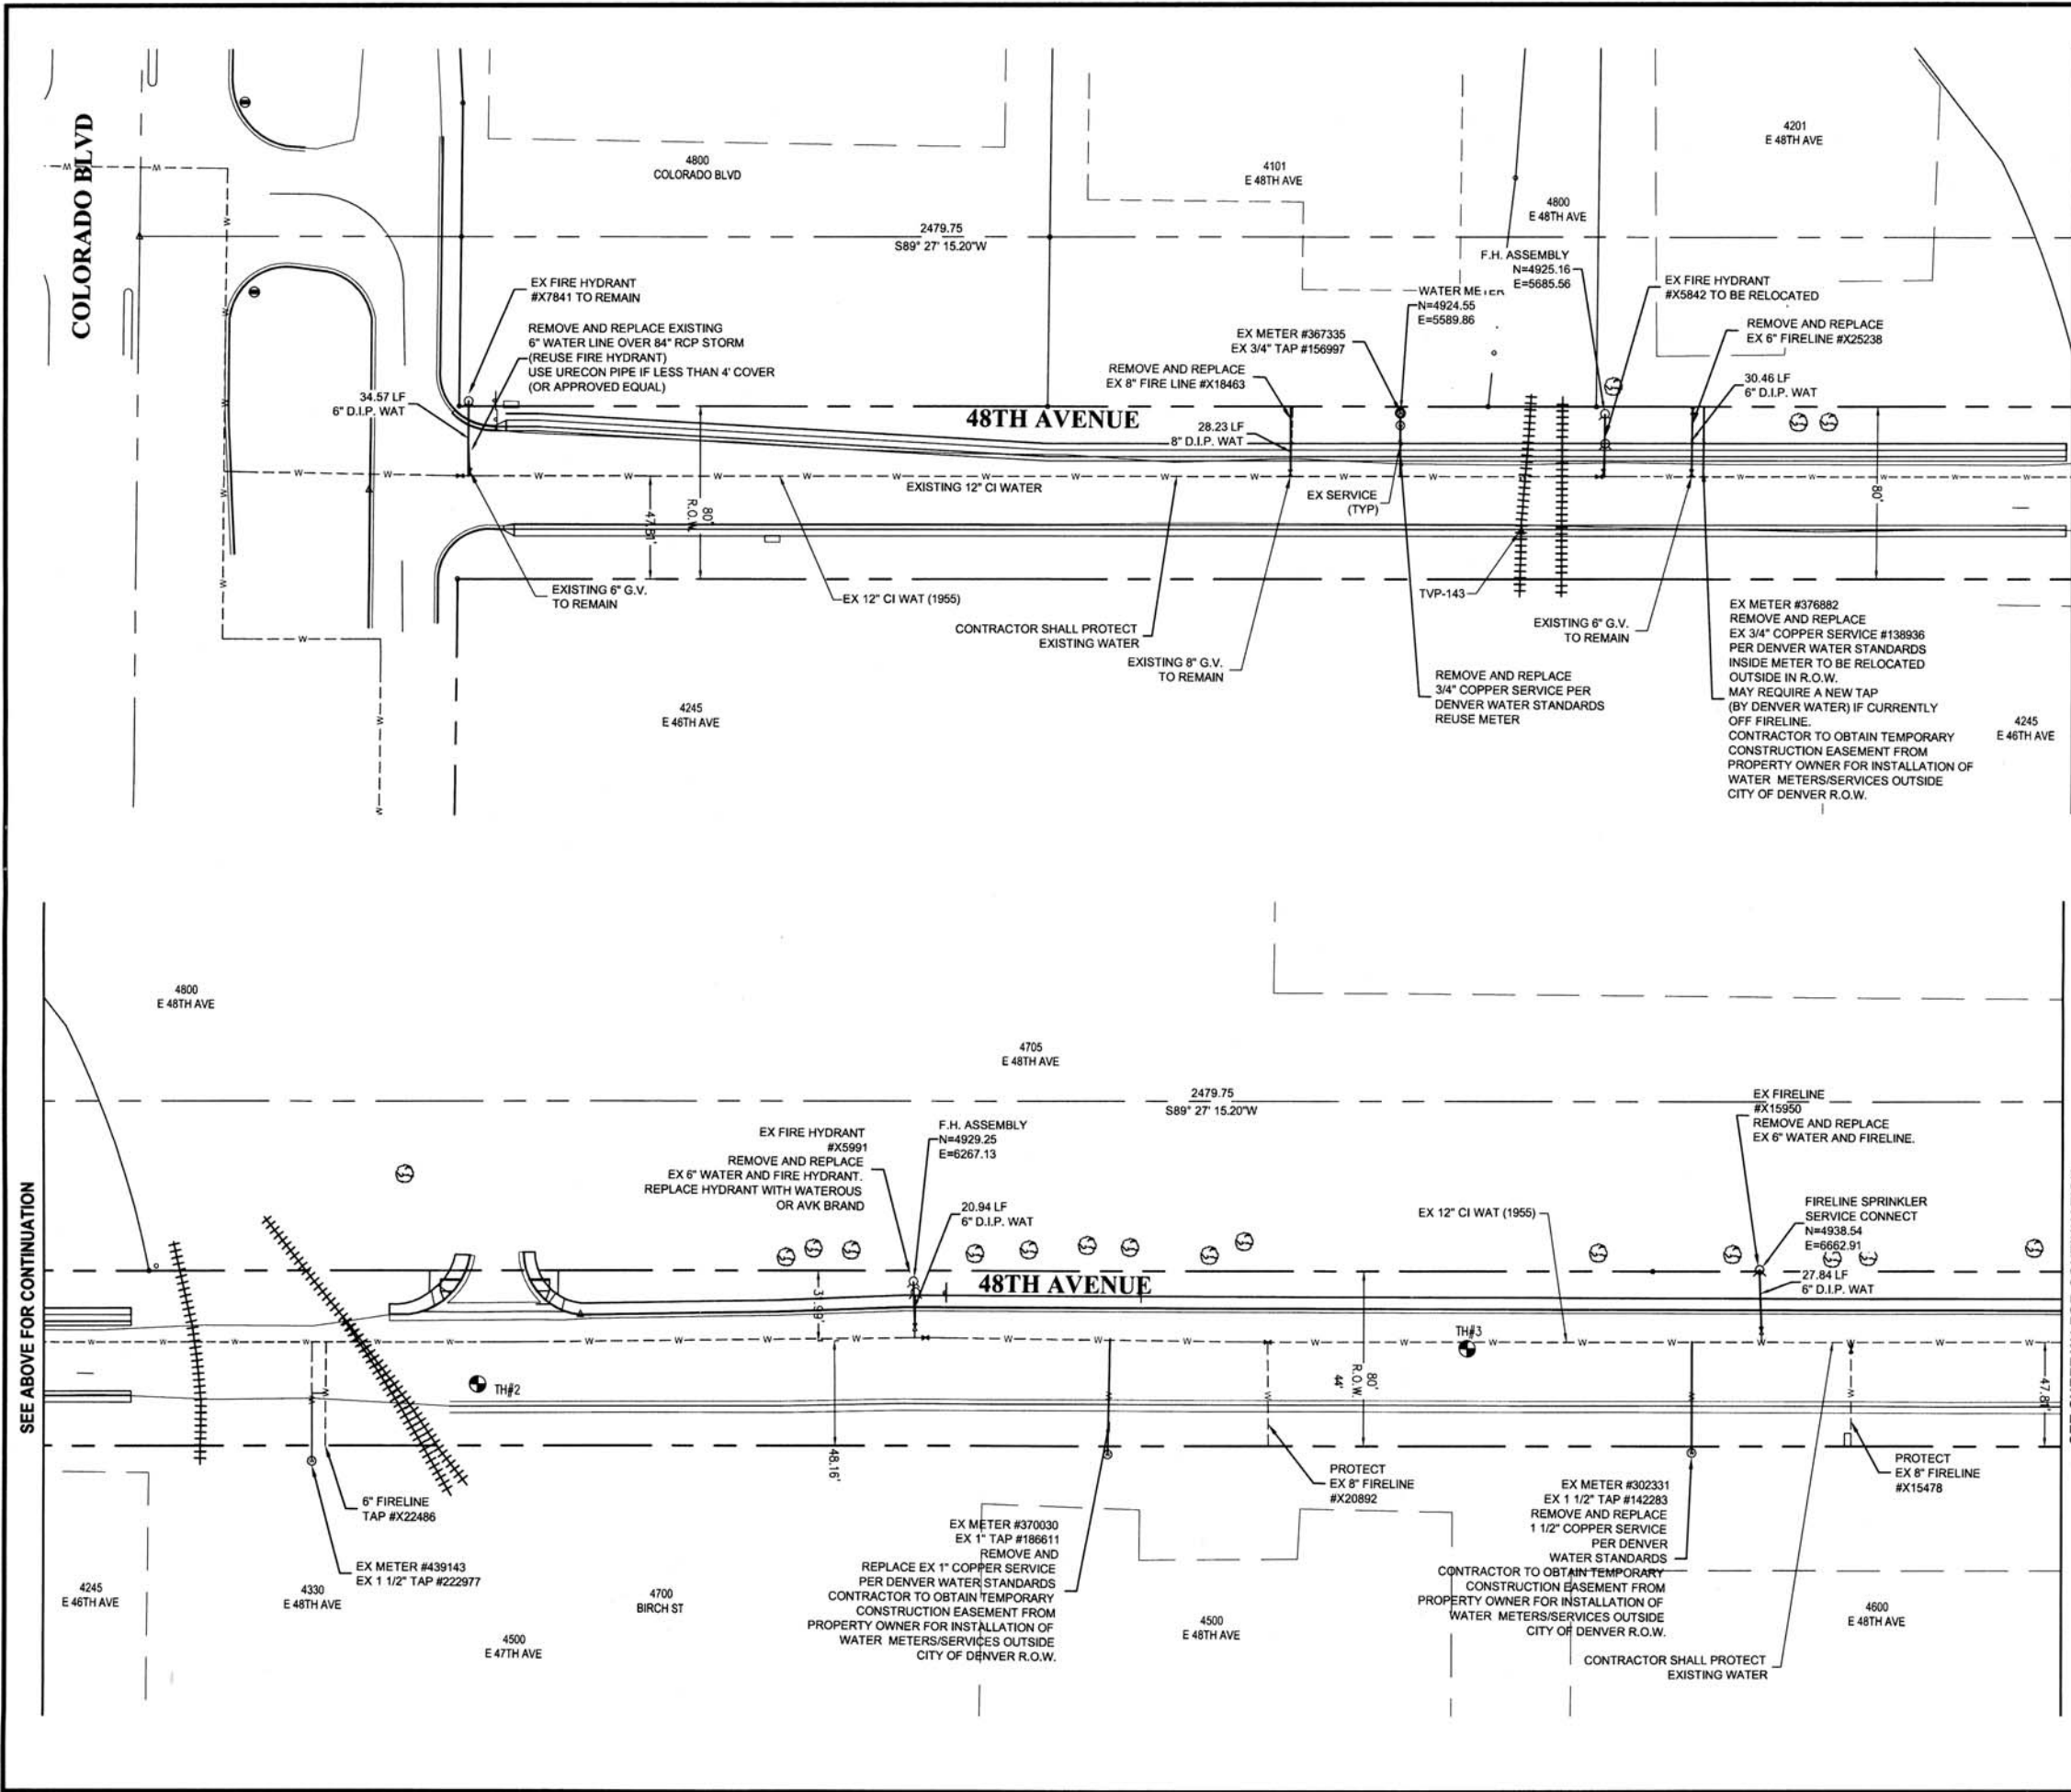 COLORADO BLVD
4800
COLORADO BLVD
4101
E 48TH AVE
4201
E 48TH AVE
4800
E 48TH AVE
2479.75
S89° 27' 15.20"W
EX FIRE HYDRANT
#X7841 TO REMAIN
REMOVE AND REPLACE EXISTING
6" WATER LINE OVER 84" RCP STORM
(REUSE FIRE HYDRANT)
USE URECON PIPE IF LESS THAN 4' COVER
(OR APPROVED EQUAL)
34.57 LF
6" D.I.P. WAT
F.H. ASSEMBLY
N=4925.16
E=5685.56
WATER METER
N=4924.55
E=5589.86
EX FIRE HYDRANT
#X5842 TO BE RELOCATED
EX METER #367335
EX 3/4" TAP #156997
REMOVE AND REPLACE
EX 6" FIRELINE #X25238
REMOVE AND REPLACE
EX 8" FIRE LINE #X18463
30.46 LF
6" D.I.P. WAT
48TH AVENUE
28.23 LF
8" D.I.P. WAT
EXISTING 12" CI WATER
EX SERVICE
(TYP)
47.81'
80'
R.O.W.
80'
EXISTING 6" G.V.
TO REMAIN
EX 12" CI WAT (1955)
CONTRACTOR SHALL PROTECT
EXISTING WATER
EXISTING 8" G.V.
TO REMAIN
TVP-143
EXISTING 6" G.V.
TO REMAIN
REMOVE AND REPLACE
3/4" COPPER SERVICE PER
DENVER WATER STANDARDS
REUSE METER
EX METER #376882
REMOVE AND REPLACE
EX 3/4" COPPER SERVICE #138936
PER DENVER WATER STANDARDS
INSIDE METER TO BE RELOCATED
OUTSIDE IN R.O.W.
MAY REQUIRE A NEW TAP
(BY DENVER WATER) IF CURRENTLY
OFF FIRELINE.
CONTRACTOR TO OBTAIN TEMPORARY
CONSTRUCTION EASEMENT FROM
PROPERTY OWNER FOR INSTALLATION OF
WATER METERS/SERVICES OUTSIDE
CITY OF DENVER R.O.W.
4245
E 46TH AVE
4245
E 46TH AVE
SEE ABOVE FOR CONTINUATION
4800
E 48TH AVE
4705
E 48TH AVE
2479.75
S89° 27' 15.20"W
EX FIRE HYDRANT
#X5991
REMOVE AND REPLACE
EX 6" WATER AND FIRE HYDRANT.
REPLACE HYDRANT WITH WATEROUS
OR AVK BRAND
F.H. ASSEMBLY
N=4929.25
E=6267.13
20.94 LF
6" D.I.P. WAT
EX 12" CI WAT (1955)
EX FIRELINE
#X15950
REMOVE AND REPLACE
EX 6" WATER AND FIRELINE.
FIRELINE SPRINKLER
SERVICE CONNECT
N=4938.54
E=6662.91
27.84 LF
6" D.I.P. WAT
48TH AVENUE
31.99'
TH#2
TH#3
80'
R.O.W.
44'
48.16'
47.81'
6" FIRELINE
TAP #X22486
EX METER #439143
EX 1 1/2" TAP #222977
EX METER #370030
EX 1" TAP #186611
REMOVE AND
REPLACE EX 1" COPPER SERVICE
PER DENVER WATER STANDARDS
CONTRACTOR TO OBTAIN TEMPORARY
CONSTRUCTION EASEMENT FROM
PROPERTY OWNER FOR INSTALLATION OF
WATER METERS/SERVICES OUTSIDE
CITY OF DENVER R.O.W.
PROTECT
EX 8" FIRELINE
#X20892
EX METER #302331
EX 1 1/2" TAP #142283
REMOVE AND REPLACE
1 1/2" COPPER SERVICE
PER DENVER
WATER STANDARDS
CONTRACTOR TO OBTAIN TEMPORARY
CONSTRUCTION EASEMENT FROM
PROPERTY OWNER FOR INSTALLATION OF
WATER METERS/SERVICES OUTSIDE
CITY OF DENVER R.O.W.
PROTECT
EX 8" FIRELINE
#X15478
CONTRACTOR SHALL PROTECT
EXISTING WATER
4245
E 46TH AVE
4330
E 48TH AVE
4500
E 47TH AVE
4700
BIRCH ST
4500
E 48TH AVE
4600
E 48TH AVE